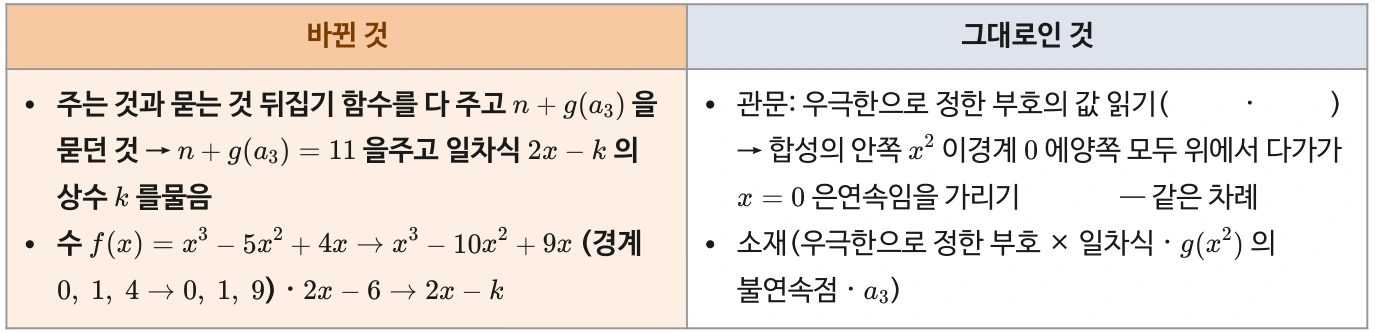 바뀐 것
그대로인 것
• 주는 것과 묻는 것 뒤집기 함수를 다 주고 n + g(a₃) 을
묻던 것 → n + g(a₃) = 11 을주고 일차식 2x − k 의
상수 k 를물음
• 수 f(x) = x³ − 5x² + 4x → x³ − 10x² + 9x (경계
0, 1, 4 → 0, 1, 9) · 2x − 6 → 2x − k
• 관문: 우극한으로 정한 부호의 값 읽기( · )
→ 합성의 안쪽 x² 이경계 0 에양쪽 모두 위에서 다가가
x = 0 은연속임을 가리기 — 같은 차례
• 소재(우극한으로 정한 부호 × 일차식 · g(x²) 의
불연속점 · a₃)